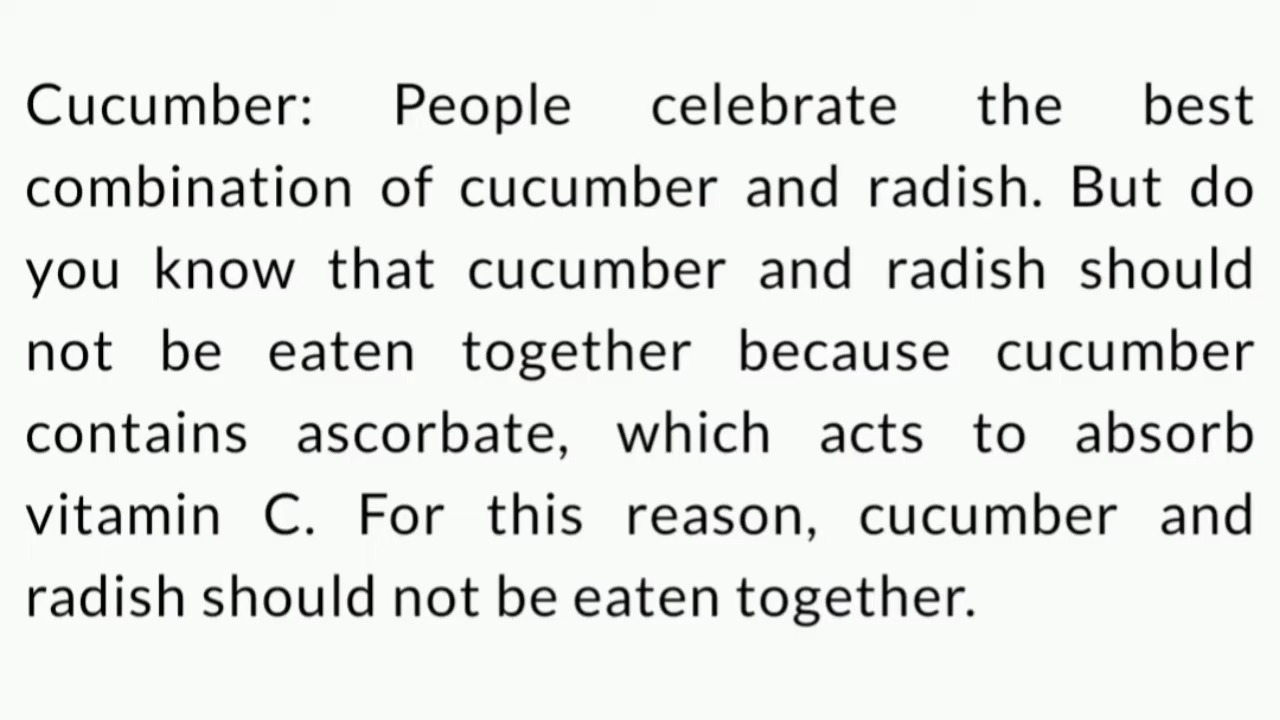 Cucumber: People celebrate the best
combination of cucumber and radish. But do
you know that cucumber and radish should
not be eaten together because cucumber
contains ascorbate, which acts to absorb
vitamin C. For this reason, cucumber and
radish should not be eaten together.